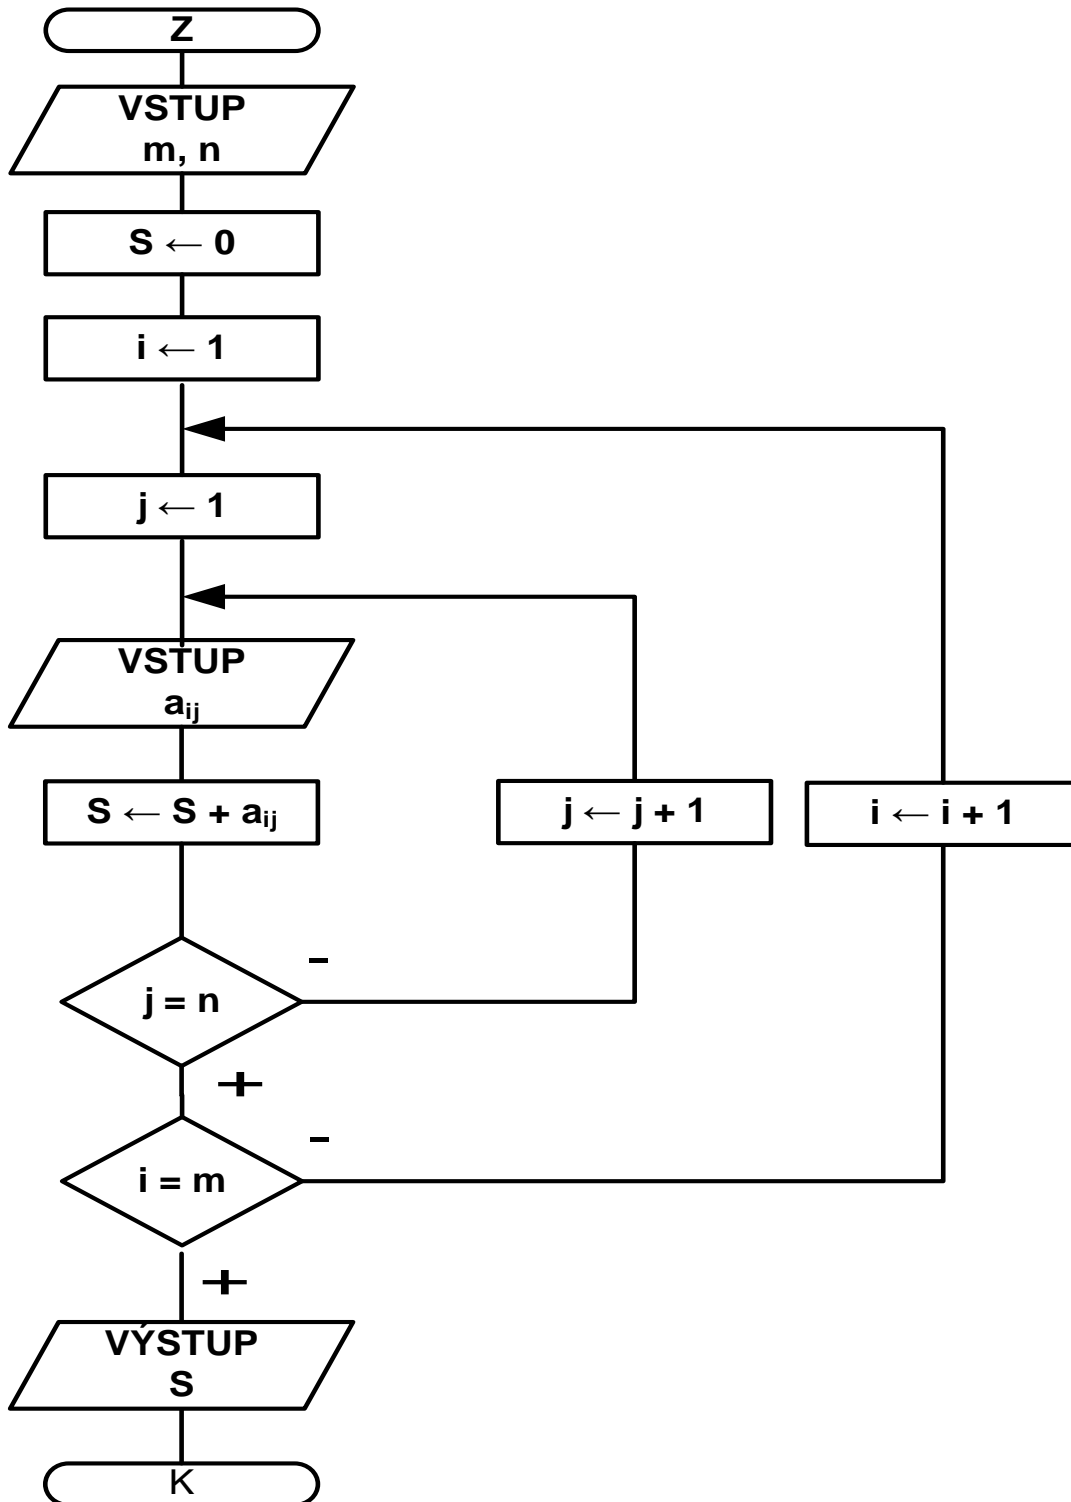 Z
VSTUP
m, n
S ← 0
i ← 1
j ← 1
VSTUP
aij
S ← S + aij
j ← j + 1
i ← i + 1
j = n
-
+
i = m
-
+
VÝSTUP
S
K